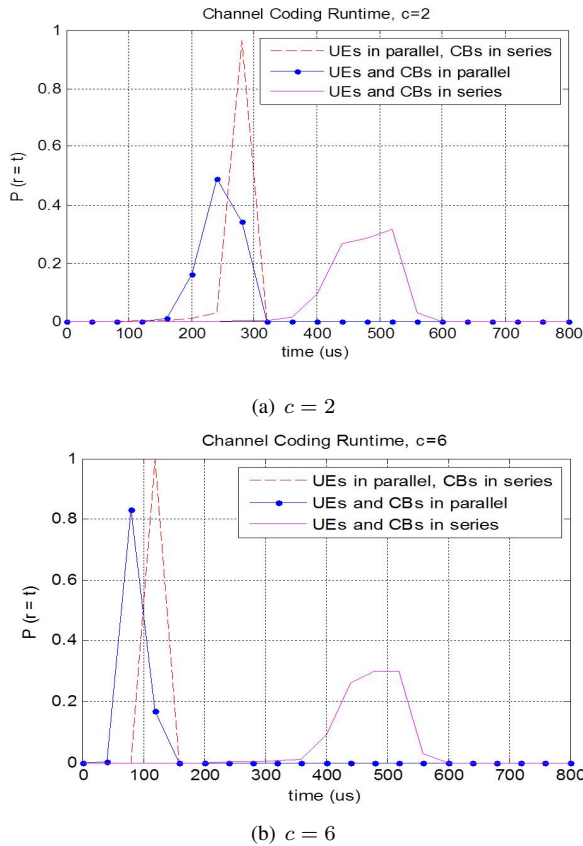 Channel Coding Runtime, c=2
1
0.8
0.6
0.4
0.2
0
P (r = t)
UEs in parallel, CBs in series
UEs and CBs in parallel
UEs and CBs in series
0 100 200 300 400 500 600 700 800
time (us)
(a) c = 2
Channel Coding Runtime, c=6
1
0.8
0.6
0.4
0.2
0
P (r = t)
UEs in parallel, CBs in series
UEs and CBs in parallel
UEs and CBs in series
0 100 200 300 400 500 600 700 800
time (us)
(b) c = 6